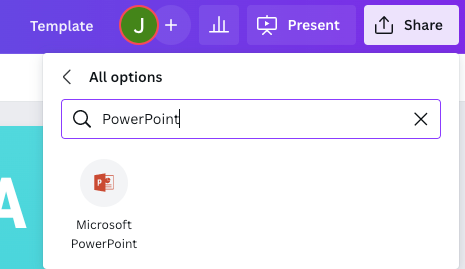 Template
J
+
Present
Share
All options
PowerPoint
Microsoft
PowerPoint
A